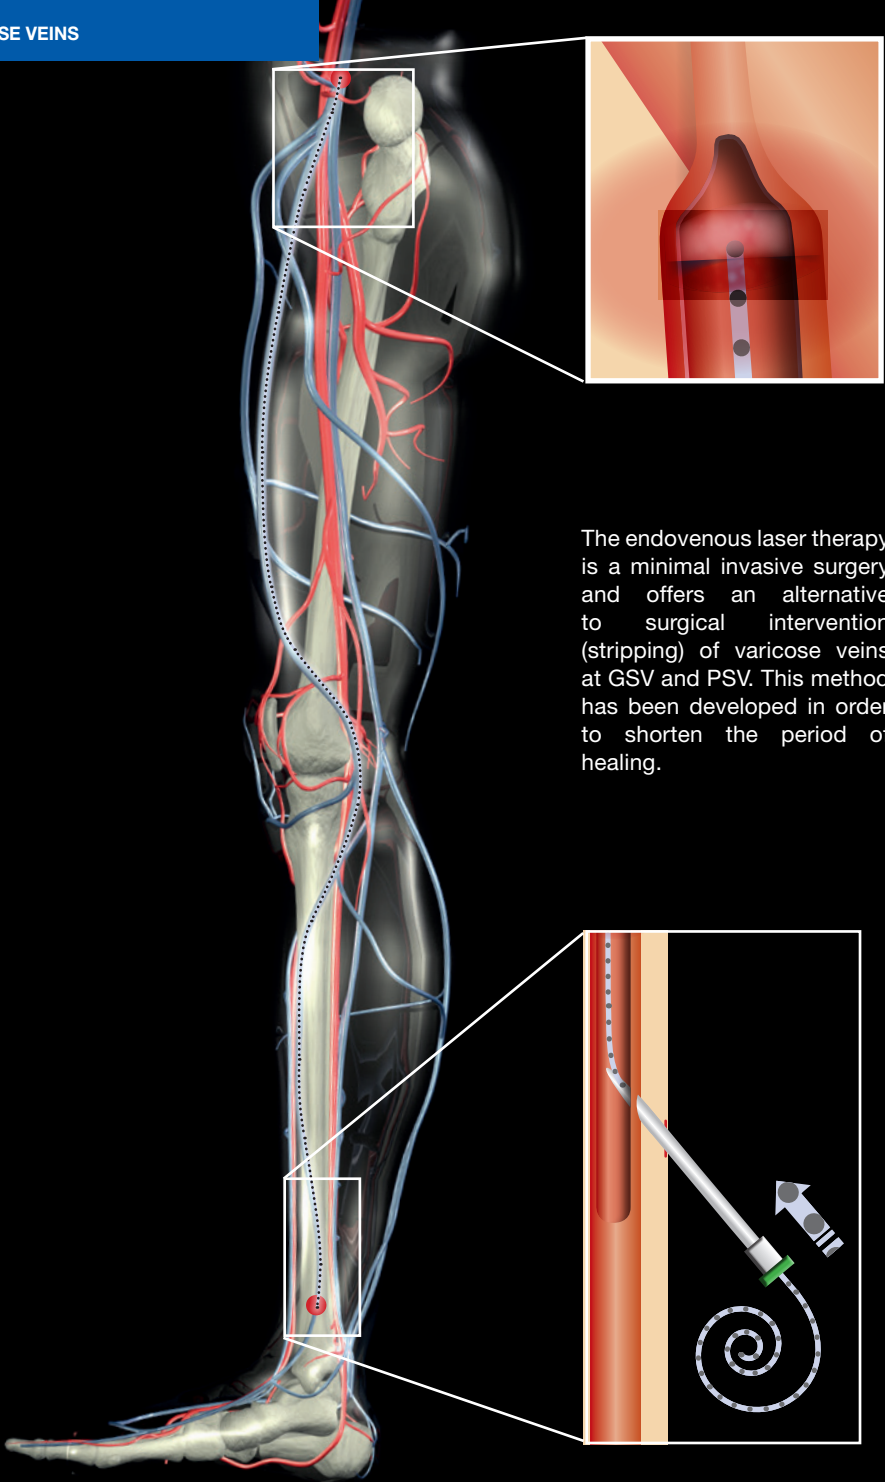 SE VEINS
The endovenous laser therapy
is a minimal invasive surgery
and offers an alternative
to surgical intervention
(stripping) of varicose veins
at GSV and PSV. This method
has been developed in order
to shorten the period of
healing.